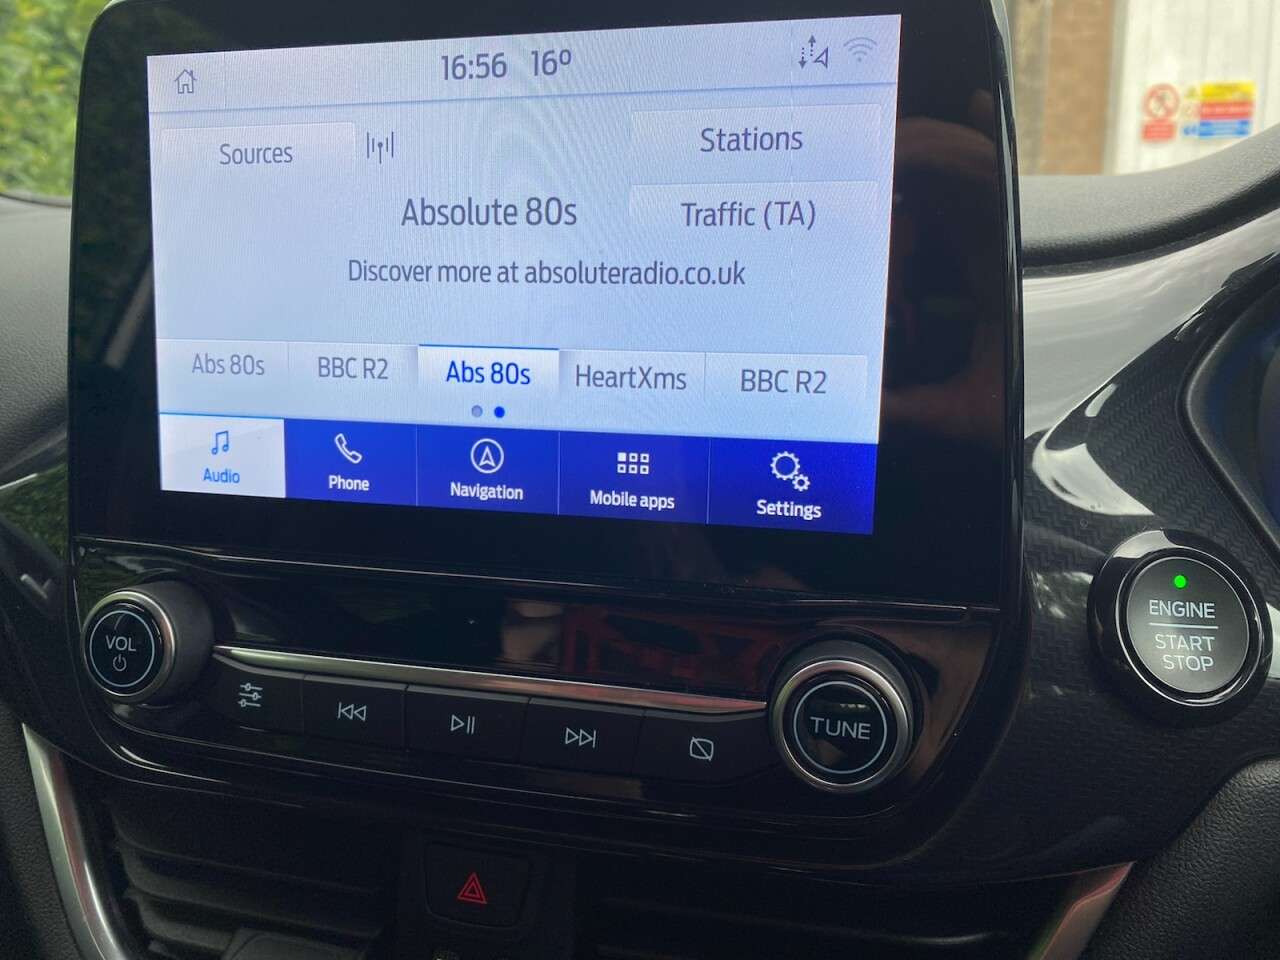 16:56 16°
Sources
Stations
Absolute 80s
Traffic (TA)
Discover more at absoluteradio.co.uk
Abs 80s BBC R2 Abs 80s HeartXms BBC R2
Audio Phone Navigation Mobile apps Settings
VOL
TUNE
ENGINE
START
STOP